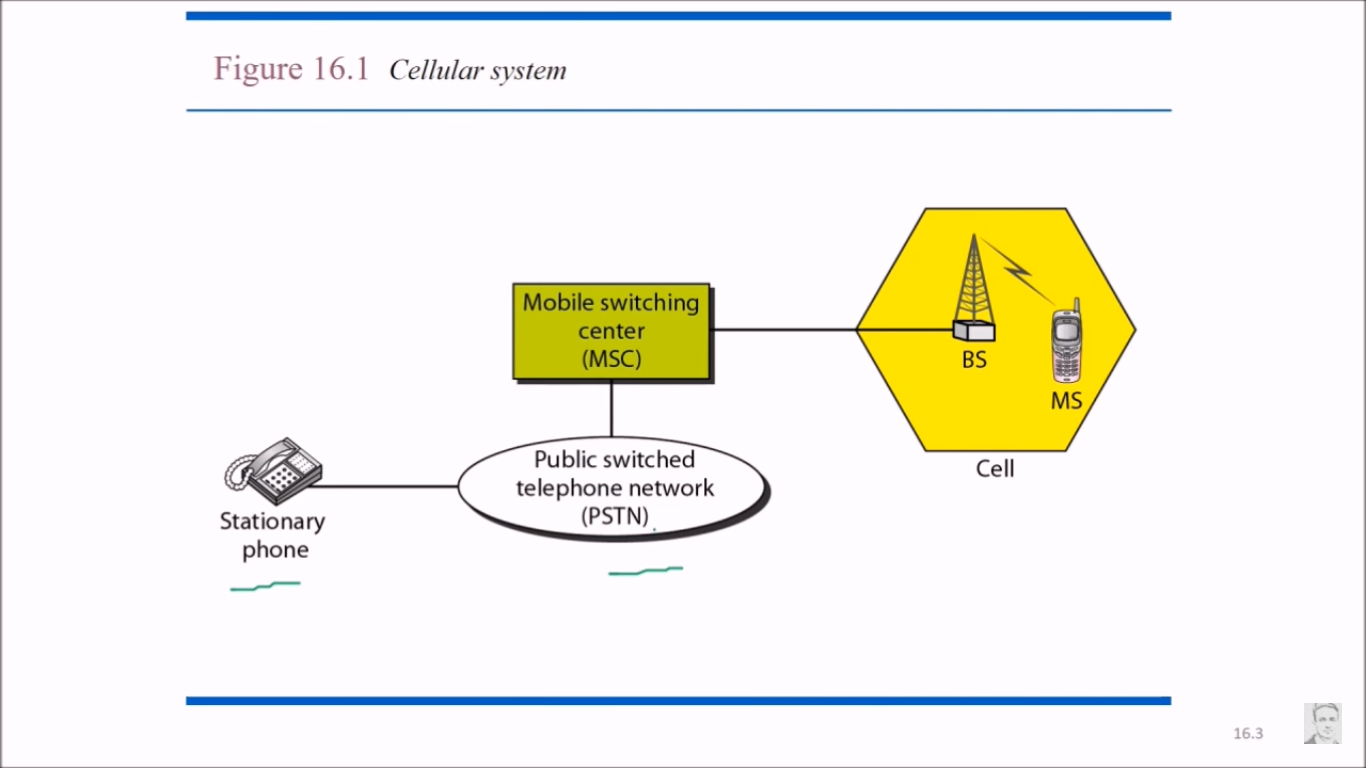 Figure 16.1 Cellular system
Mobile switching
center
(MSC)
BS
MS
Cell
Public switched
telephone network
(PSTN)
Stationary
phone
16.3